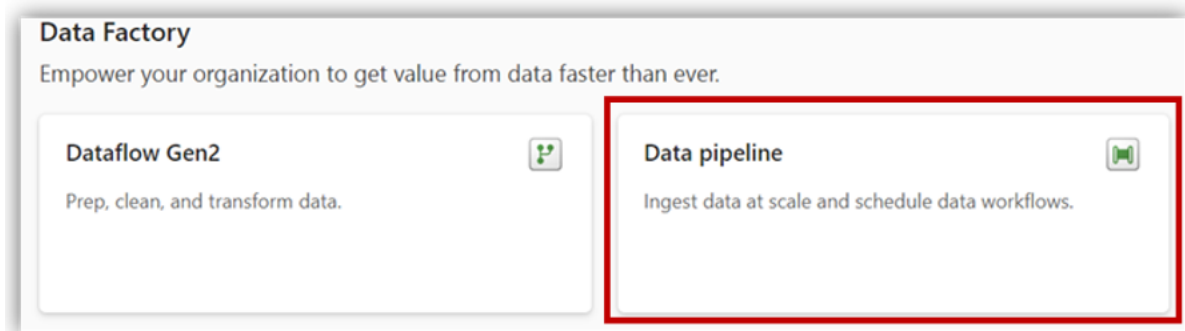 Data Factory
Empower your organization to get value from data faster than ever.
Dataflow Gen2
Prep, clean, and transform data.
Data pipeline
Ingest data at scale and schedule data workflows.